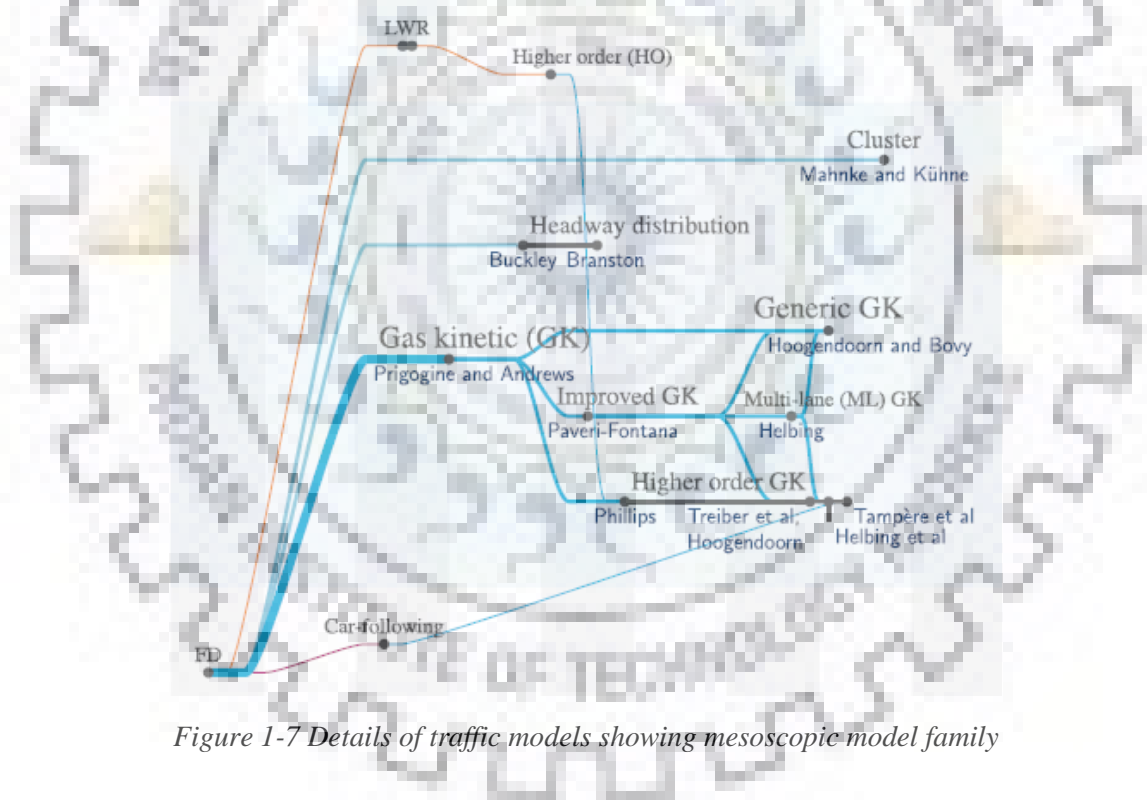 LWR
Higher order (HO)
Cluster
Mahnke and Kühne
Headway distribution
Buckley Branston
Generic GK
Hoogendoorn and Bovy
Gas kinetic (GK)
Prigogine and Andrews
Improved GK
Paveri-Fontana
Multi-lane (ML) GK
Helbing
Higher order GK
Phillips
Treiber et al,
Hoogendoorn
Tampère et al
Helbing et al
Car-following
FD
OF TECHNOLOGY
Figure 1-7 Details of traffic models showing mesoscopic model family